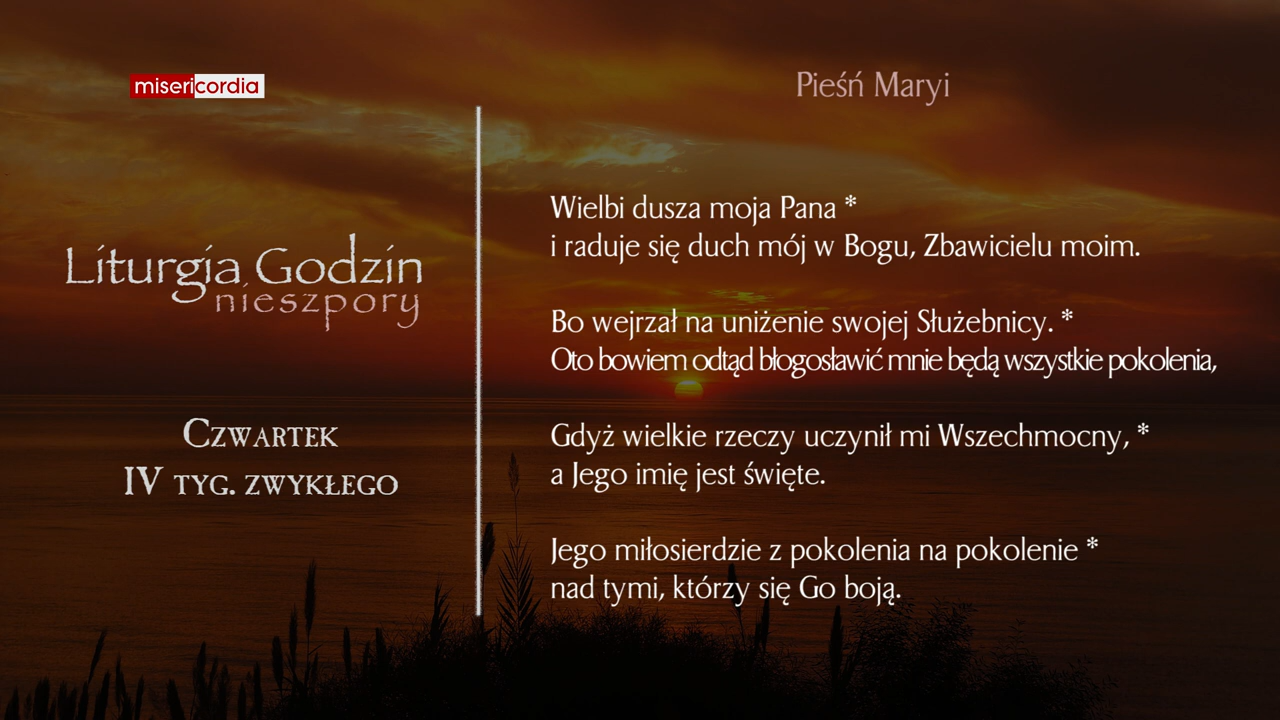 misericordia
Liturgia Godzin
nieszpory
Czwartek
IV tyg. zwykłego
Pieśń Maryi
Wielbi dusza moja Pana *
i raduje się duch mój w Bogu, Zbawicielu moim.
Bo wejrzał na uniżenie swojej Służebnicy. *
Oto bowiem odtąd błogosławić mnie będą wszystkie pokolenia,
Gdyż wielkie rzeczy uczynił mi Wszechmocny, *
a Jego imię jest święte.
Jego miłosierdzie z pokolenia na pokolenie *
nad tymi, którzy się Go boją.